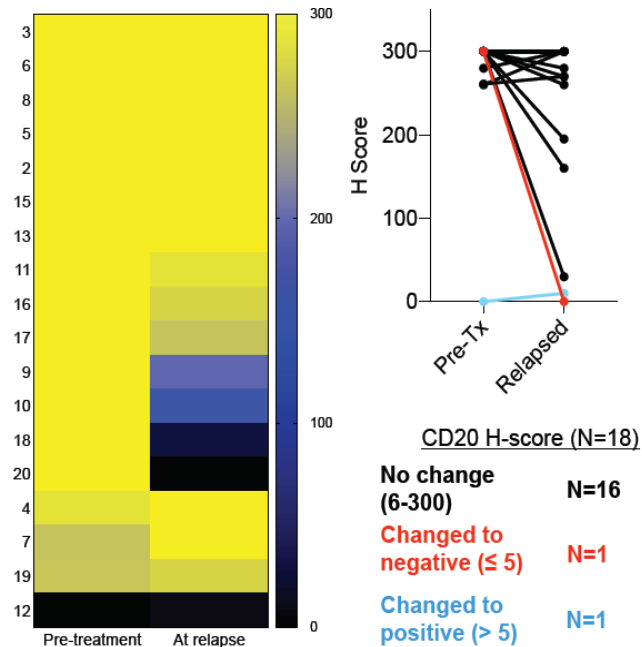 3
6
8
5
2
15
13
11
16
17
9
10
18
20
4
7
19
12
Pre-treatment At relapse
300
200
100
0
H Score
300
200
100
0
Pre-Tx
Relapsed
CD20 H-score (N=18)
No change
(6-300) N=16
Changed to
negative (≤ 5) N=1
Changed to
positive (> 5) N=1